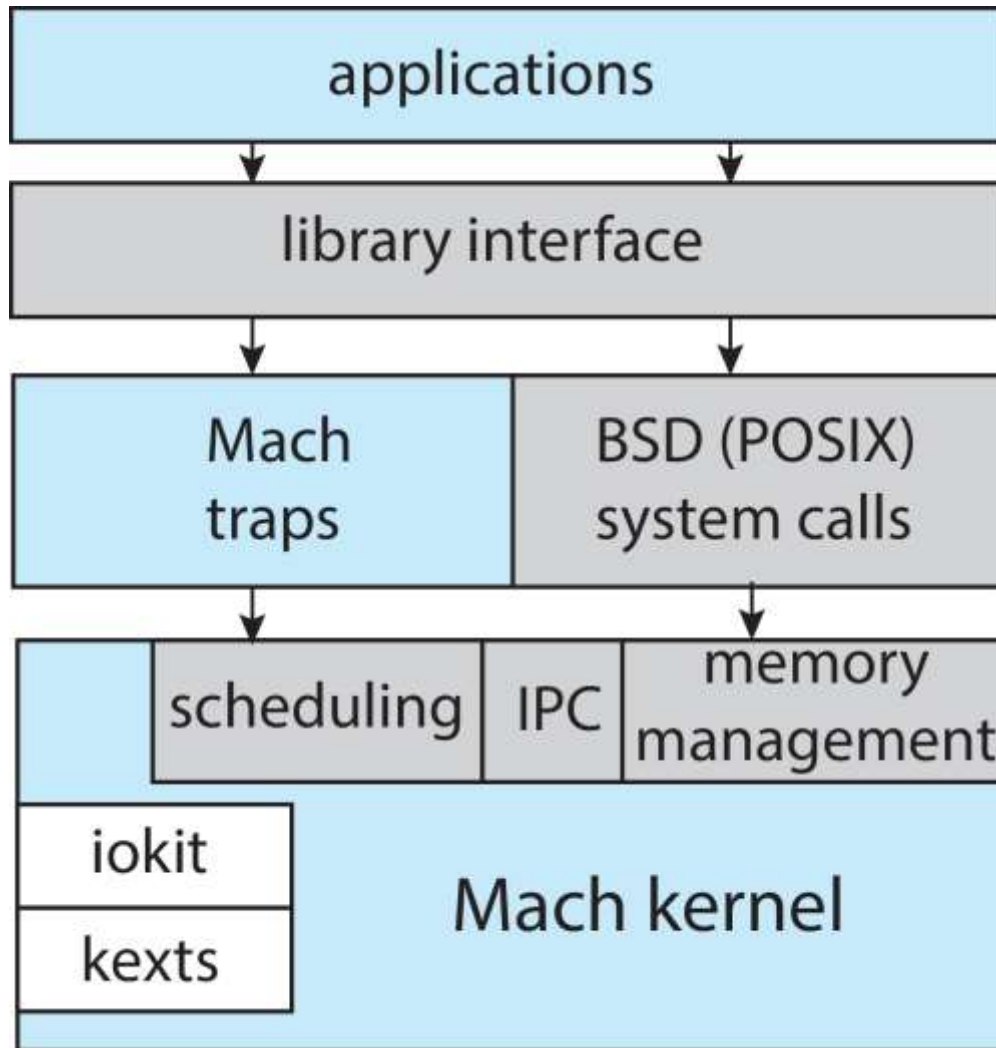 applications
library interface
Mach
traps
BSD (POSIX)
system calls
scheduling
IPC
memory
management
iokit
kexts
Mach kernel